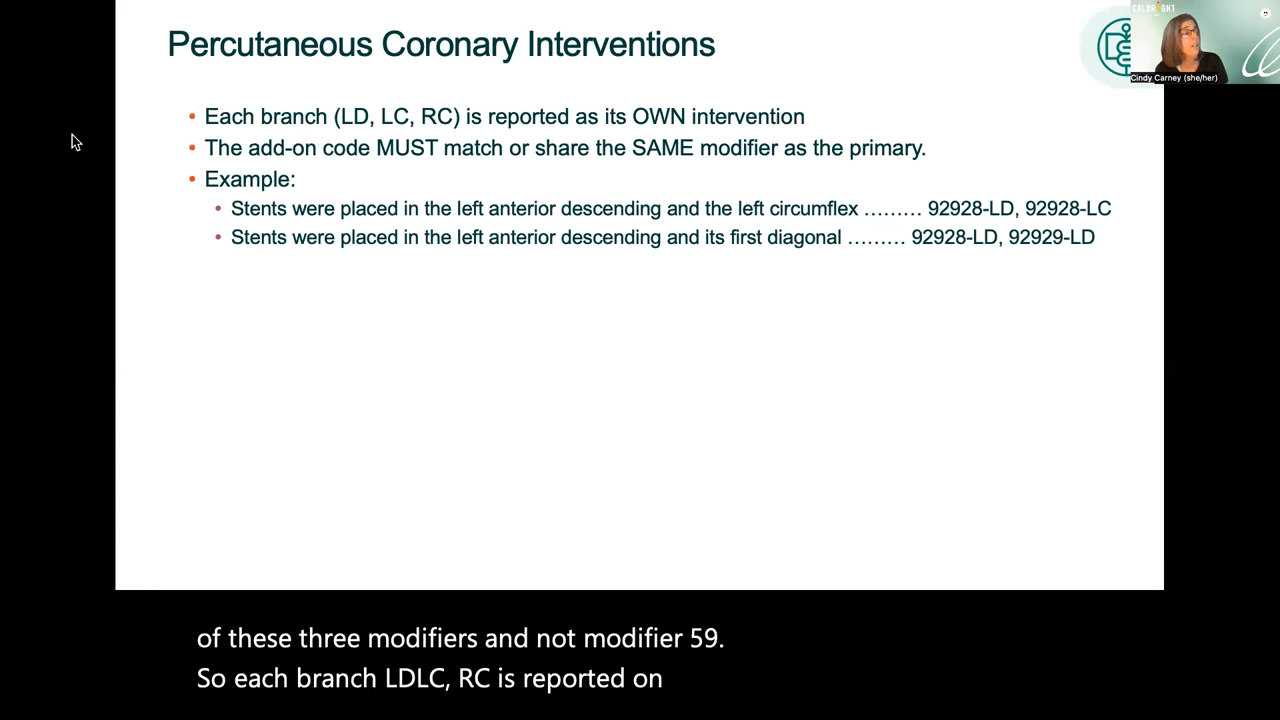 Percutaneous Coronary Interventions
CALBRIGHT
Cindy Carney (she/her)
• Each branch (LD, LC, RC) is reported as its OWN intervention
• The add-on code MUST match or share the SAME modifier as the primary.
• Example:
• Stents were placed in the left anterior descending and the left circumflex ……… 92928-LD, 92928-LC
• Stents were placed in the left anterior descending and its first diagonal ……… 92928-LD, 92929-LD
of these three modifiers and not modifier 59.
So each branch LDLC, RC is reported on